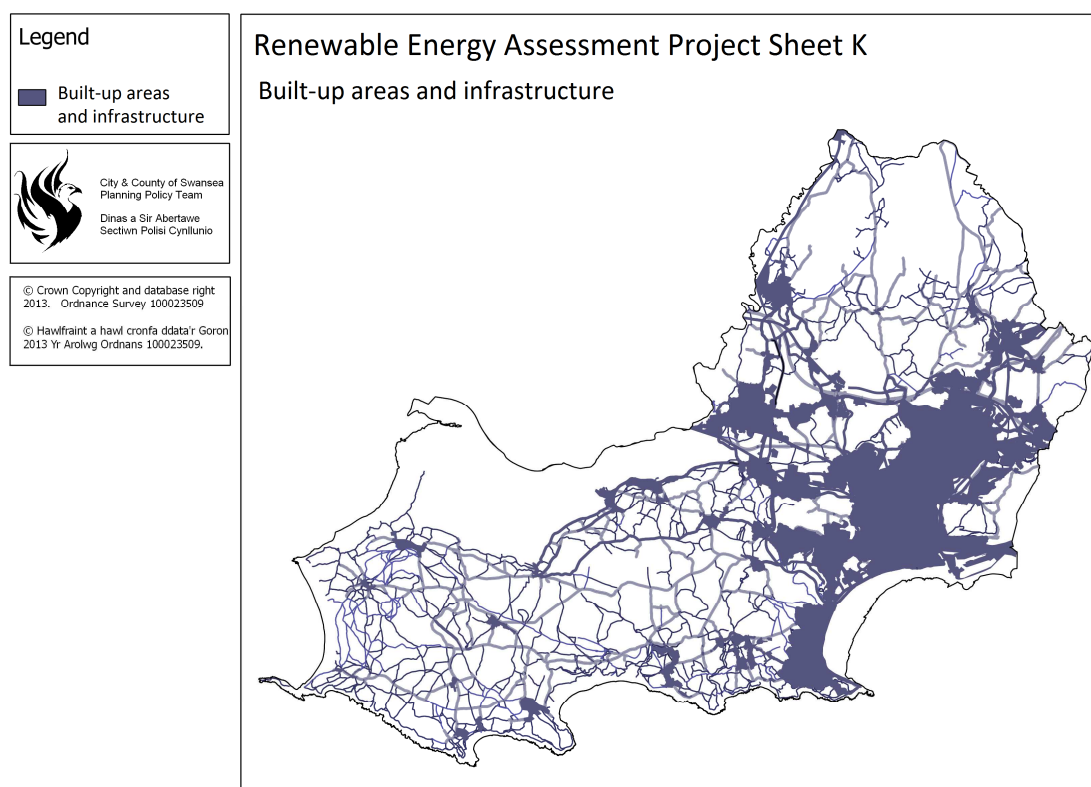 Legend
Built-up areas
and infrastructure
City & County of Swansea
Planning Policy Team
Dinas a Sir Abertawe
Sectiwn Polisi Cynllunio
© Crown Copyright and database right
2013. Ordnance Survey 100023509
© Hawlfraint a hawl cronfa ddata'r Goron
2013 Yr Arolwg Ordnans 100023509.
Renewable Energy Assessment Project Sheet K
Built-up areas and infrastructure